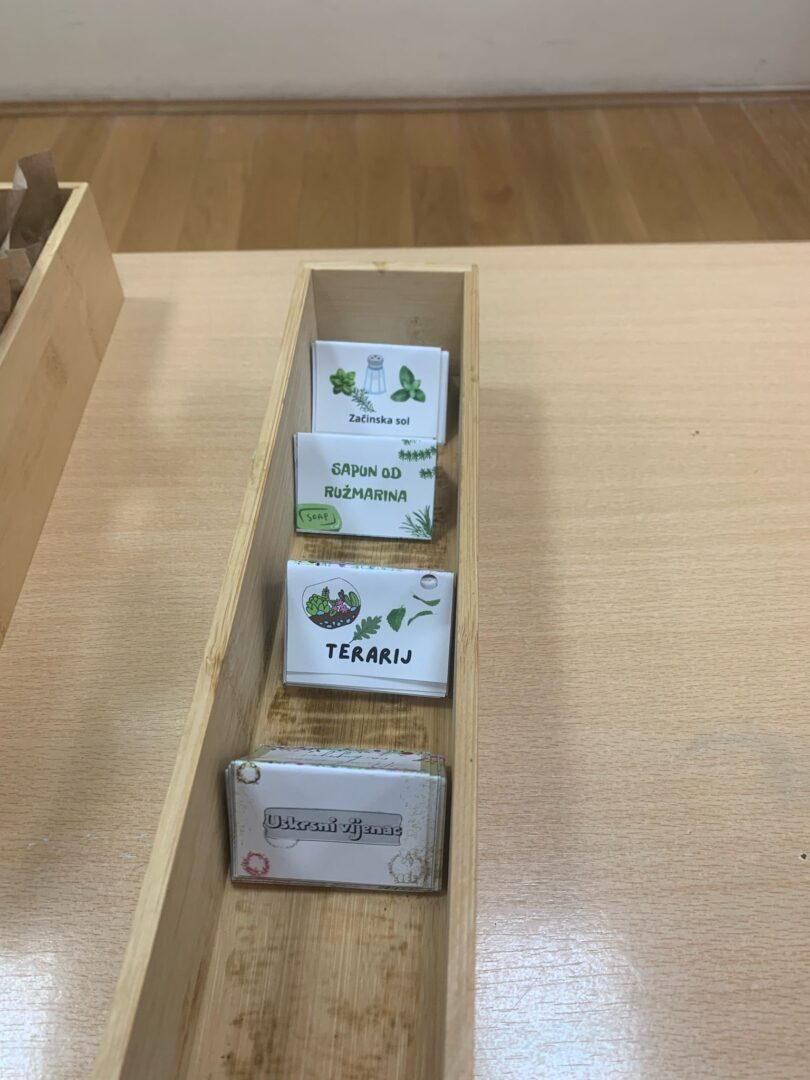 Začinska sol
SAPUN OD
RUŽMARINA
SOAP
TERARIJ
Uskrsni vijenac